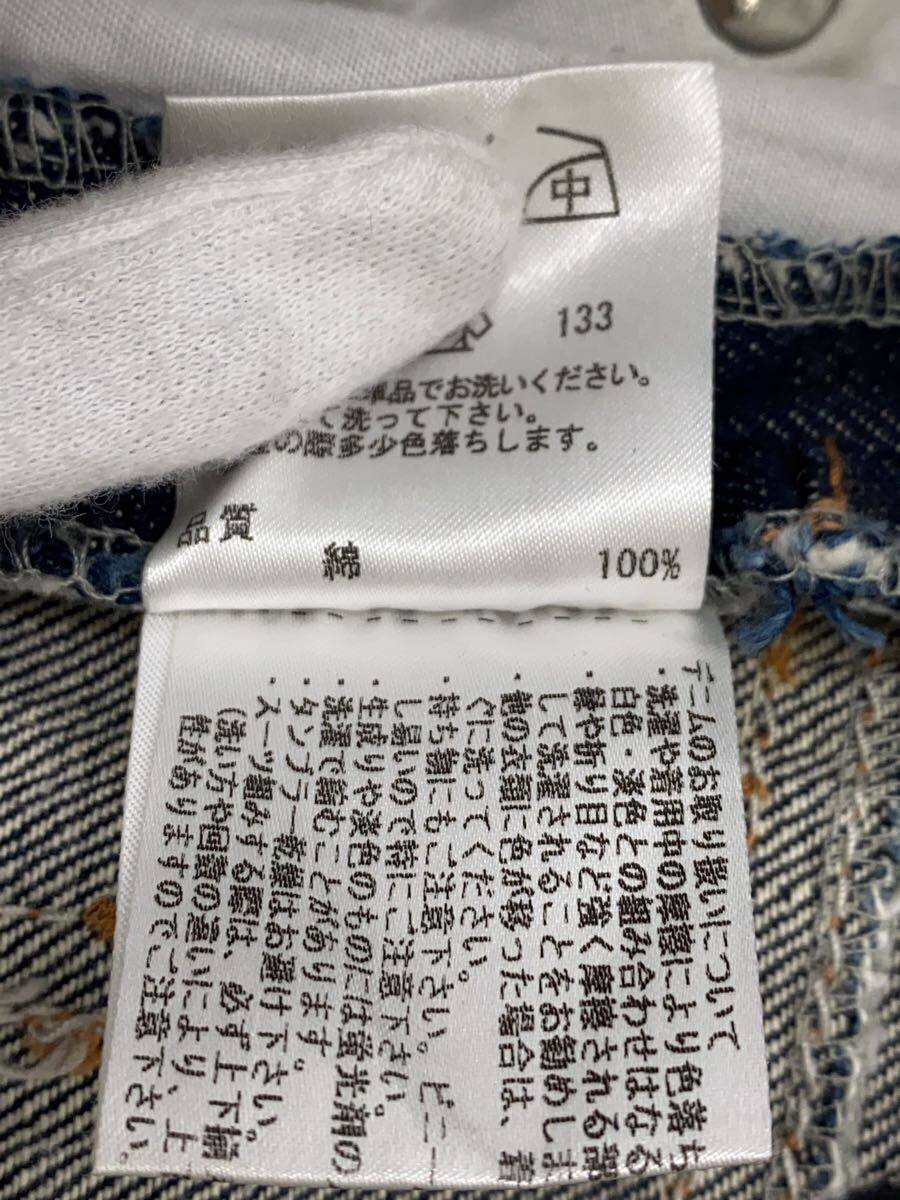 中
133
単品でお洗いください。
て洗って下さい。
の際多少色落ちします。
品質
綿 100%
デニムのお取り扱いについて
・洗濯や着用中の摩擦により色落ち
白色・淡色との組み合わせはなる
・鞄や折り目など強く摩擦される部
して洗濯されることをお勧めしま
他の衣類に色が移った場合は、
ぐに洗ってください。
・持ち物にもご注意下さい。ビニー
し易いので特にご注意下さい。
・生成りや淡色のものには蛍光剤の
・洗濯で縮むことがあります。
・タンブラー乾燥はお避け下さい。
・スーツ組みする際は、必ず上下揃
(洗い方や回数の違いにより、上
性がありますのでご注意下さい。